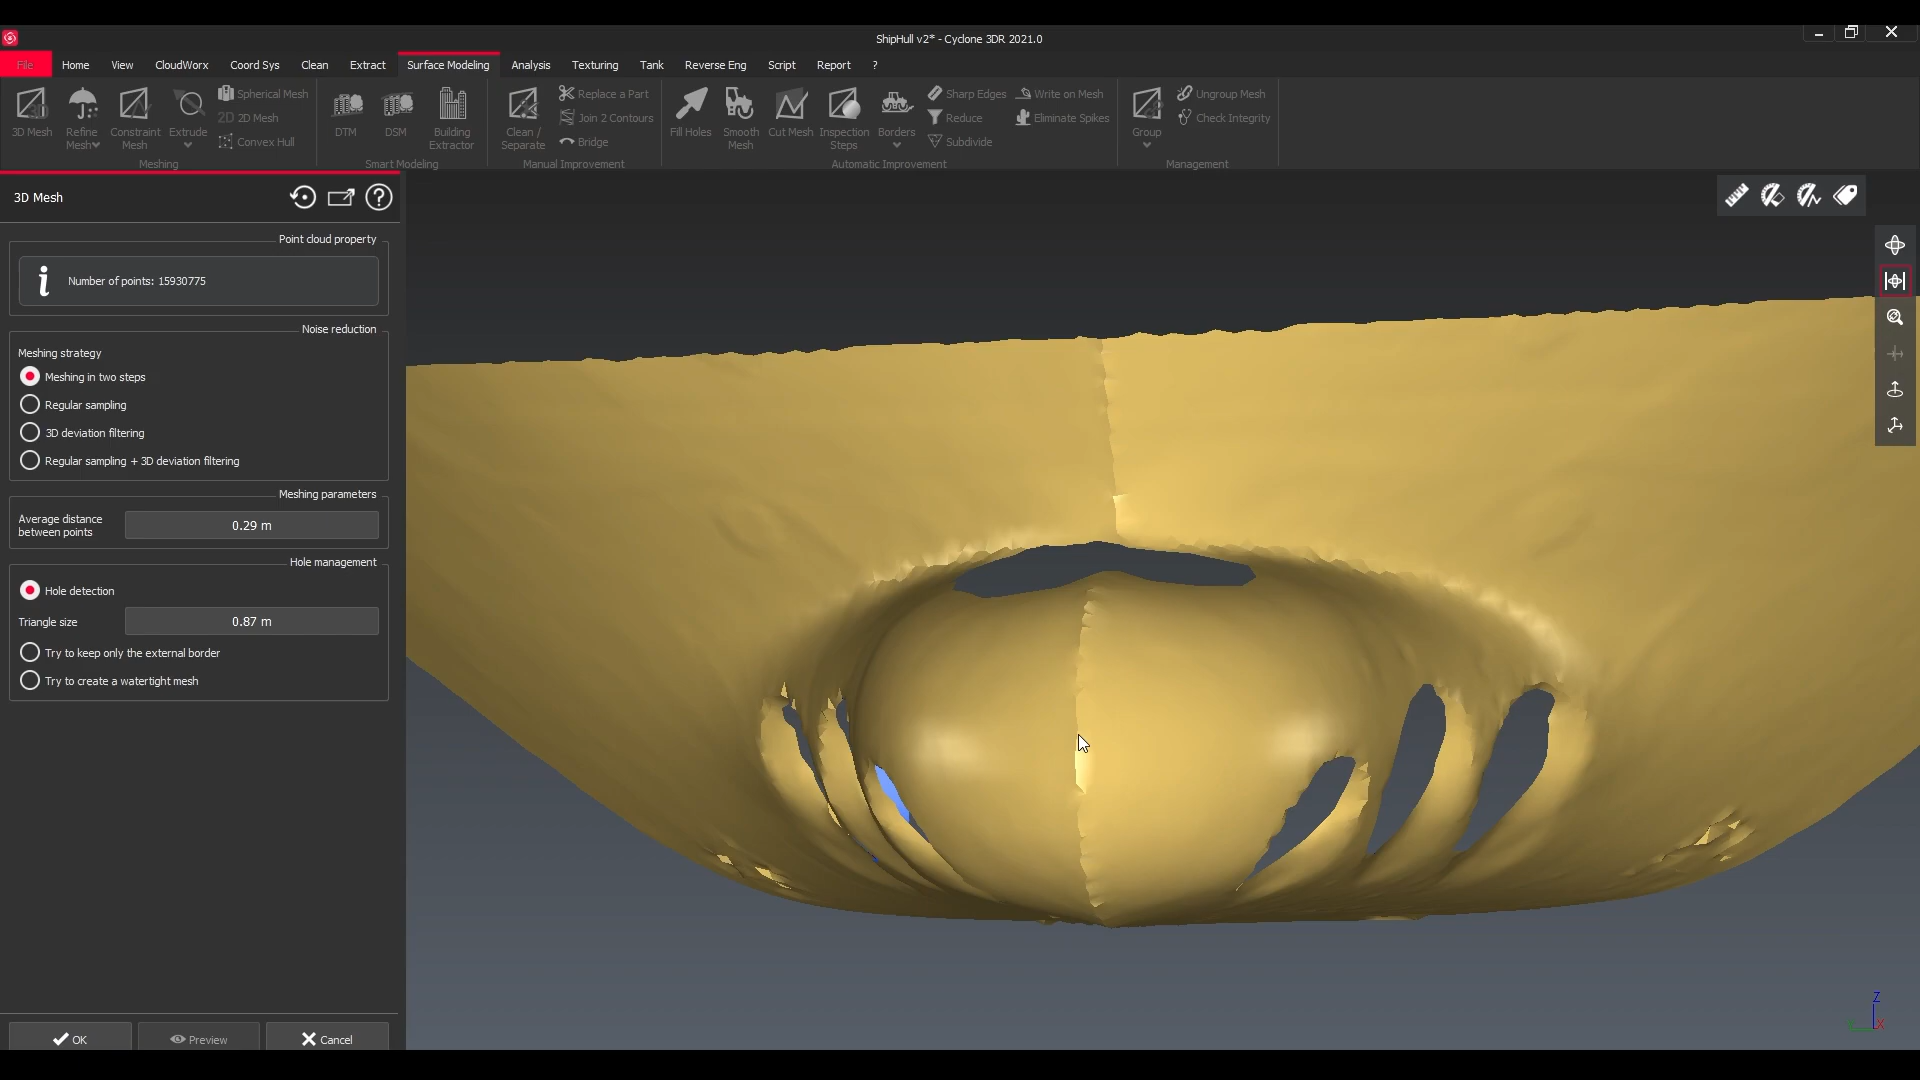 ShipHull v2* - Cyclone 3DR 2021.0
File Home View CloudWorx Coord Sys Clean Extract Surface Modeling Analysis Texturing Tank Reverse Eng Script Report ?
3D Mesh
Refine
Mesh
Constraint
Mesh
Extrude
Spherical Mesh
2D 2D Mesh
Convex Hull
Meshing
DTM
DSM
Building
Extractor
Smart Modeling
Clean /
Separate
Replace a Part
Join 2 Contours
Bridge
Manual Improvement
Fill Holes
Smooth
Mesh
Cut Mesh
Inspection
Steps
Borders
Sharp Edges
Reduce
Subdivide
Write on Mesh
Eliminate Spikes
Automatic Improvement
Group
Ungroup Mesh
Check Integrity
Management
3D Mesh
Point cloud property
Number of points: 15930775
Noise reduction
Meshing strategy
Meshing in two steps
Regular sampling
3D deviation filtering
Regular sampling + 3D deviation filtering
Meshing parameters
Average distance
between points
0.29 m
Hole management
Hole detection
Triangle size
0.87 m
Try to keep only the external border
Try to create a watertight mesh
OK
Preview
Cancel
Z
X